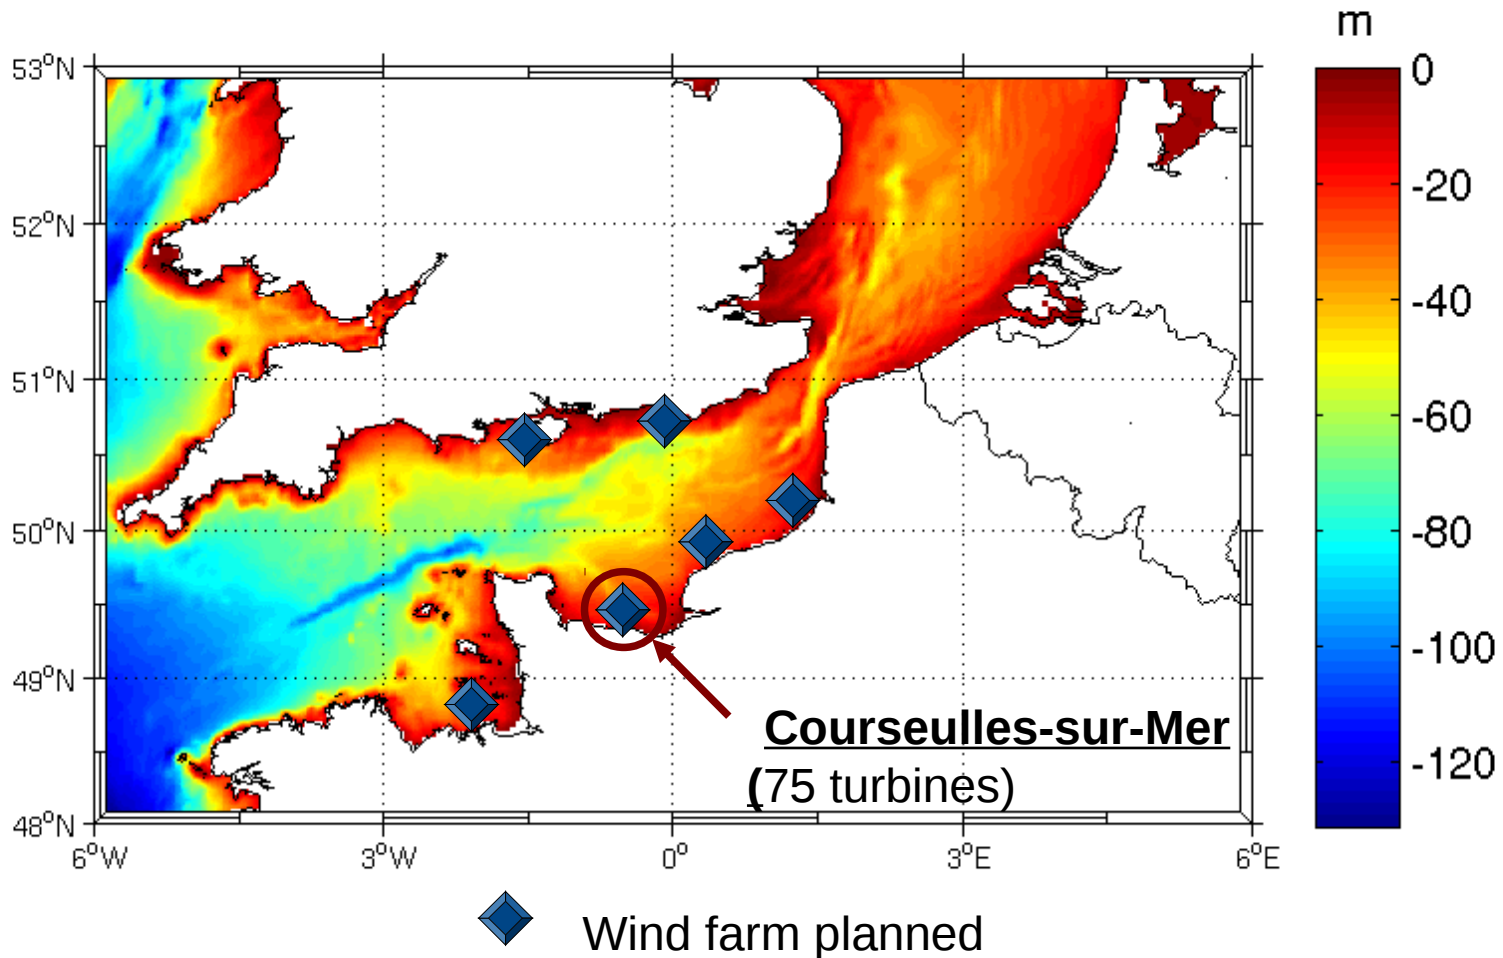 m
53°N
52°N
51°N
50°N
49°N
48°N
6°W
3°W
0°
3°E
6°E
0
-20
-40
-60
-80
-100
-120
Courseulles-sur-Mer
(75 turbines)
Wind farm planned